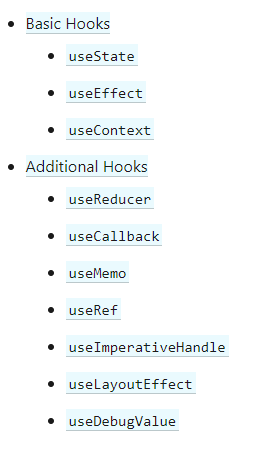 Basic Hooks
useState
useEffect
useContext
Additional Hooks
useReducer
useCallback
useMemo
useRef
useImperativeHandle
useLayoutEffect
useDebugValue